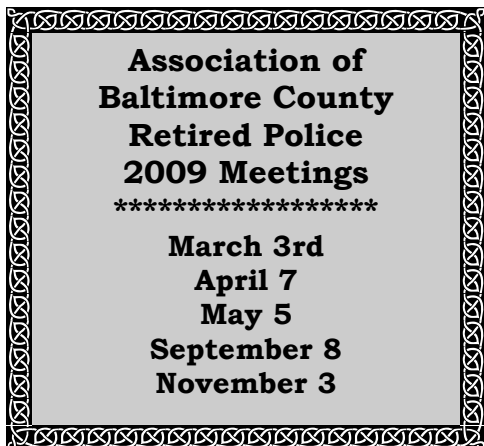 Association of
Baltimore County
Retired Police
2009 Meetings
******************
March 3rd
April 7
May 5
September 8
November 3